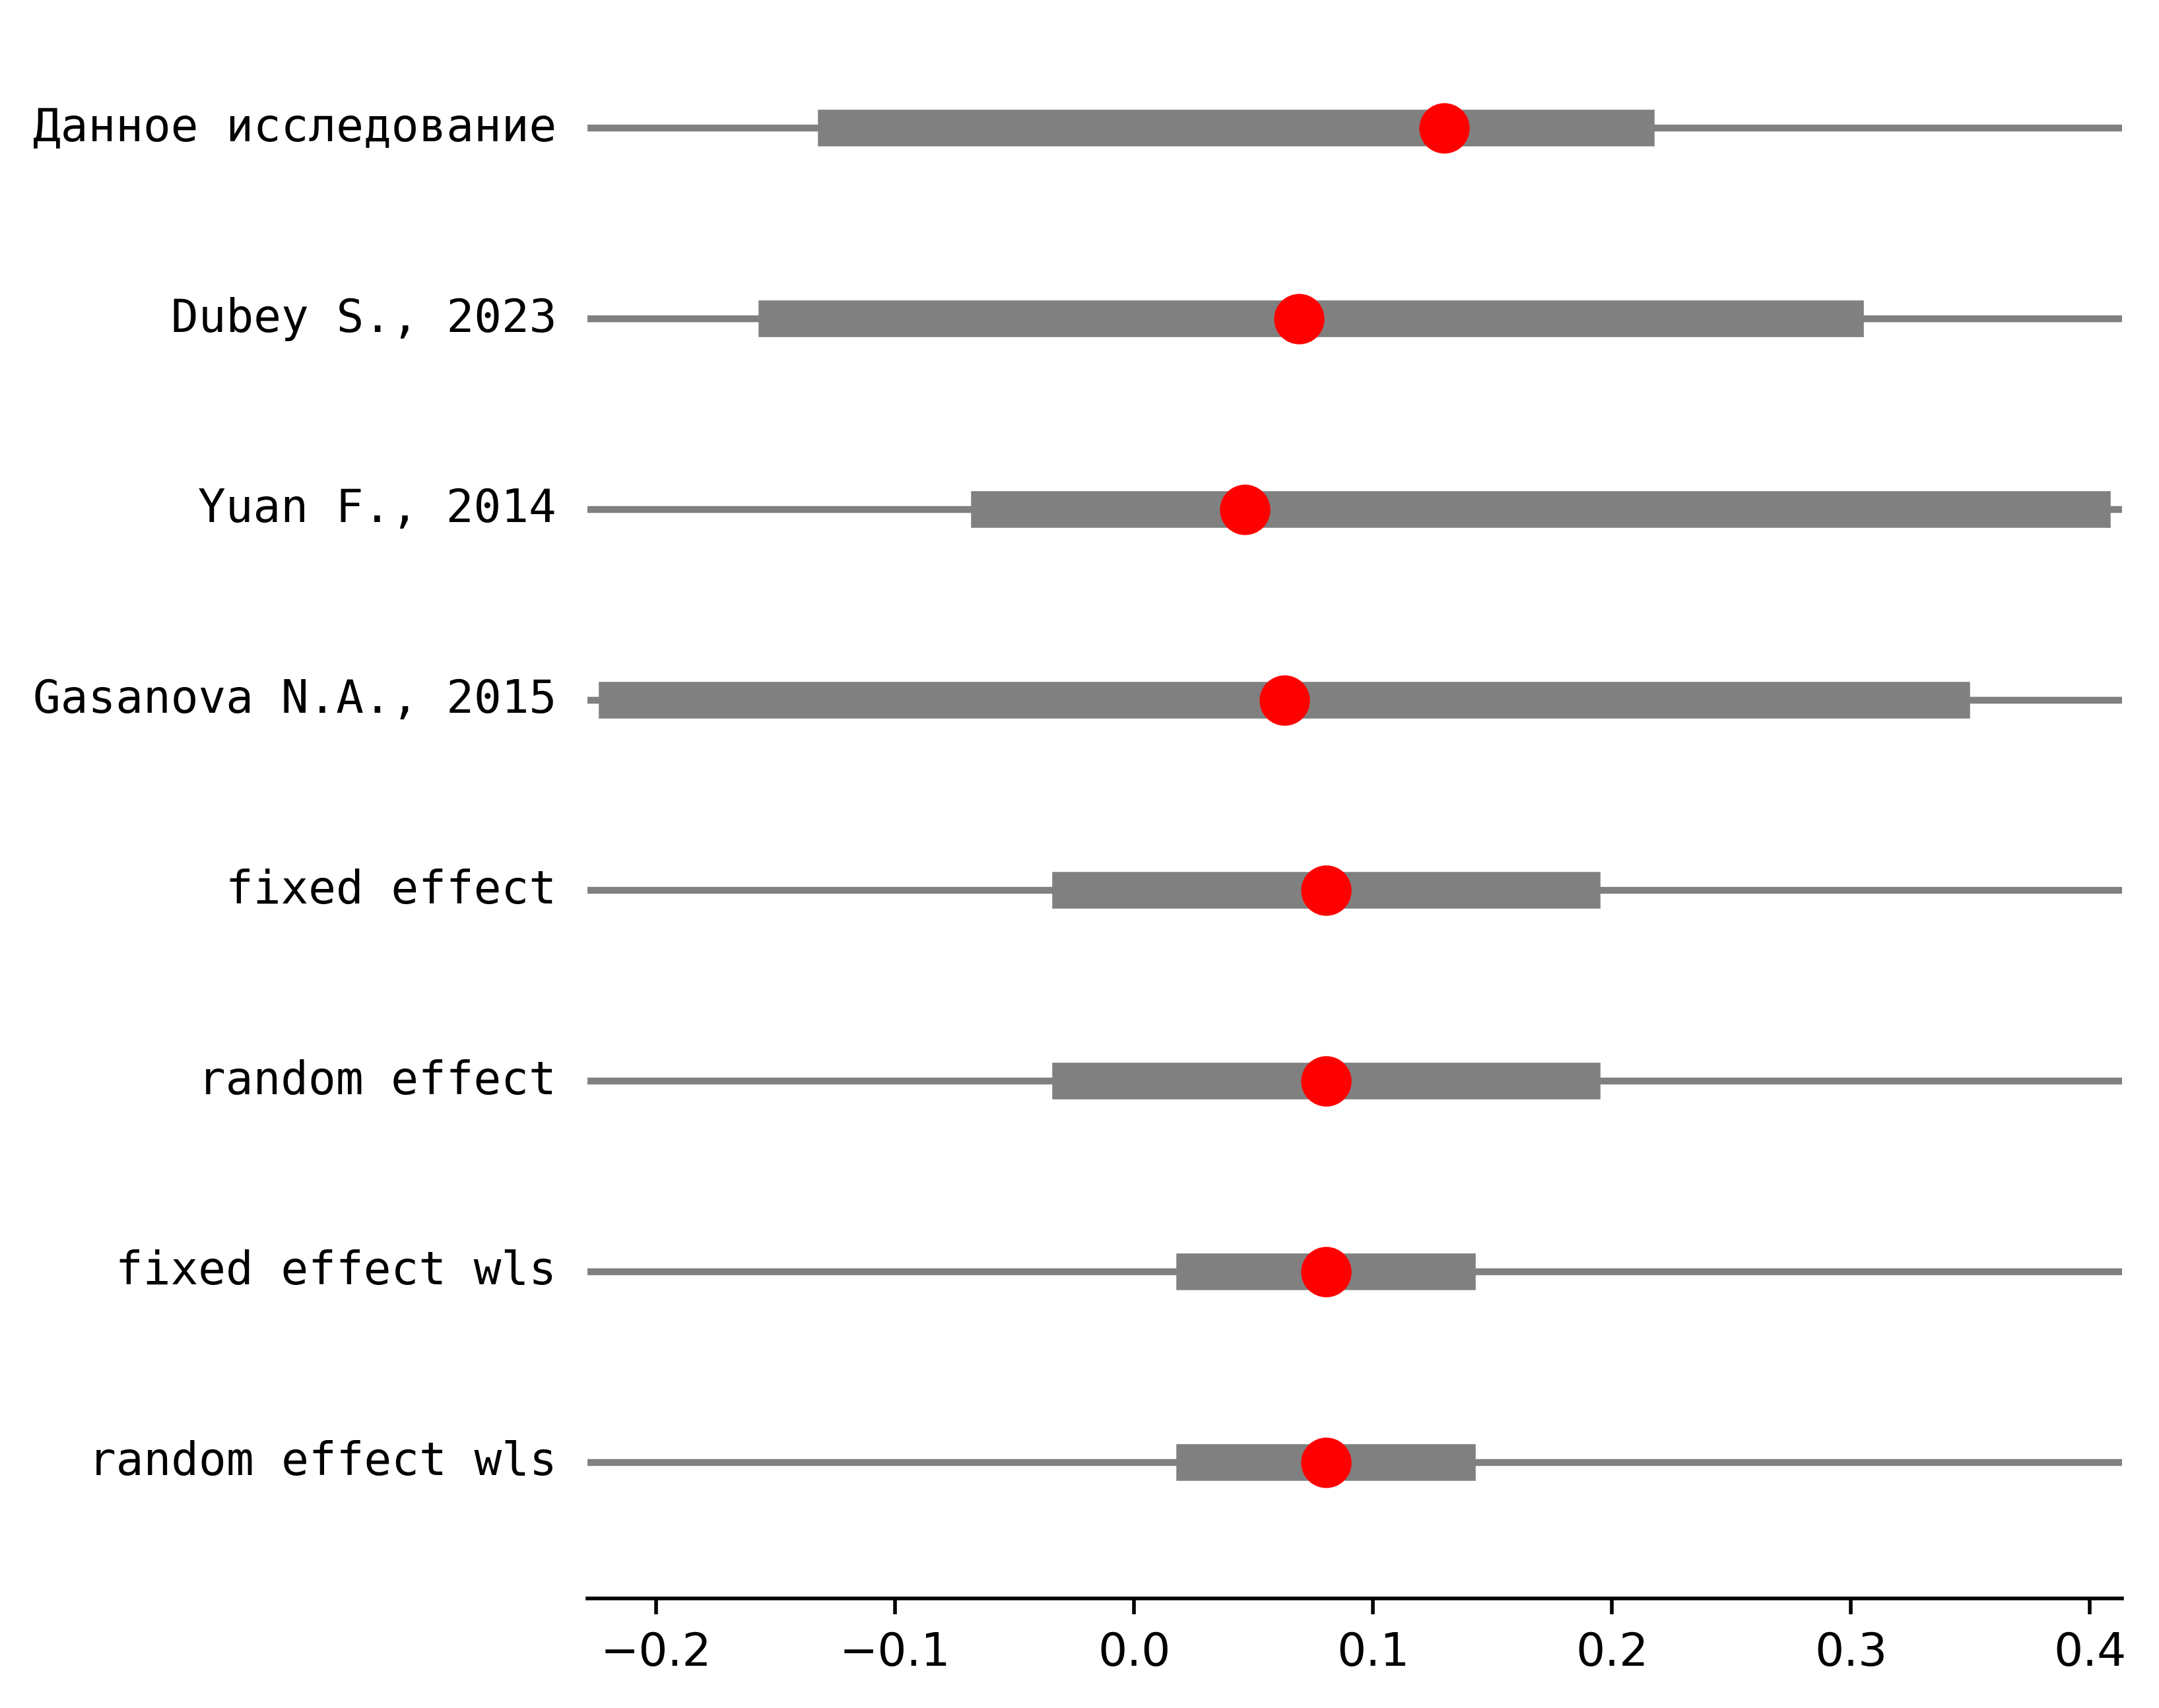 Данное исследование
Dubey S., 2023
Yuan F., 2014
Gasanova N.A., 2015
fixed effect
random effect
fixed effect wls
random effect wls
−0.2 −0.1 0.0 0.1 0.2 0.3 0.4